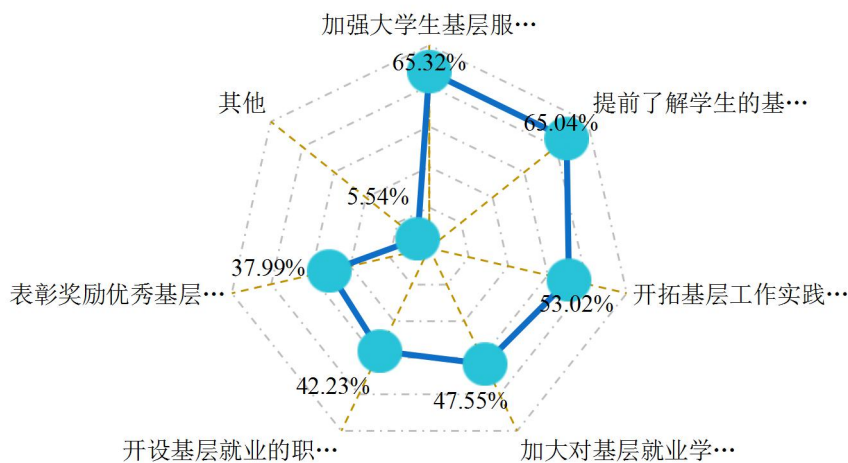 加强大学生基层服…
65.32%
提前了解学生的基…
65.04%
其他
5.54%
表彰奖励优秀基层…
37.99%
开拓基层工作实践…
53.02%
42.23%
47.55%
开设基层就业的职…
加大对基层就业学…